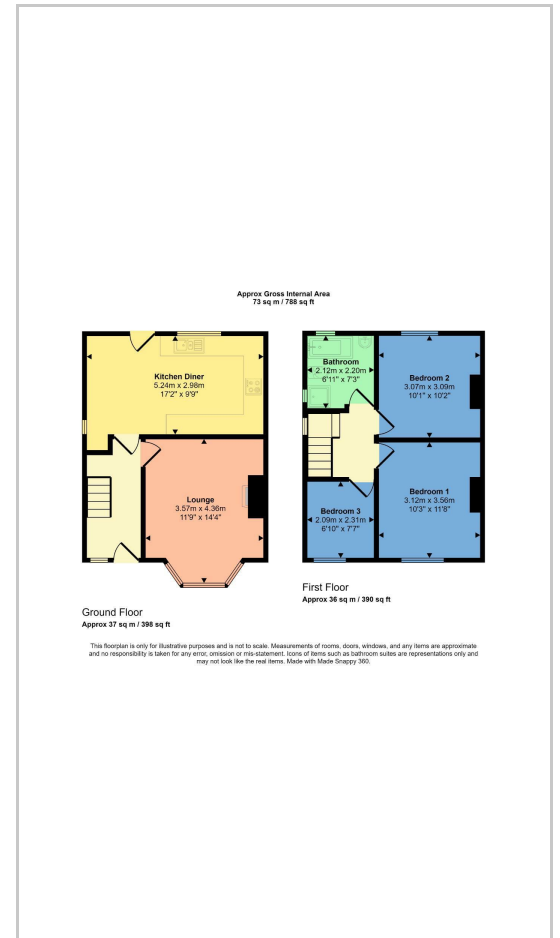 Approx Gross Internal Area
73 sq m / 788 sq ft
Kitchen Diner
5.24m x 2.98m
17'2" x 9'9"
Lounge
3.57m x 4.36m
11'9" x 14'4"
Ground Floor
Approx 37 sq m / 398 sq ft
Bathroom
2.12m x 2.20m
6'11" x 7'3"
Bedroom 2
3.07m x 3.09m
10'1" x 10'2"
Bedroom 3
2.09m x 2.31m
6'10" x 7'7"
Bedroom 1
3.12m x 3.56m
10'3" x 11'8"
First Floor
Approx 36 sq m / 390 sq ft
This floorplan is only for illustrative purposes and is not to scale. Measurements of rooms, doors, windows, and any items are approximate
and no responsibility is taken for any error, omission or mis-statement. Icons of items such as bathroom suites are representations only and
may not look like the real items. Made with Made Snappy 360.